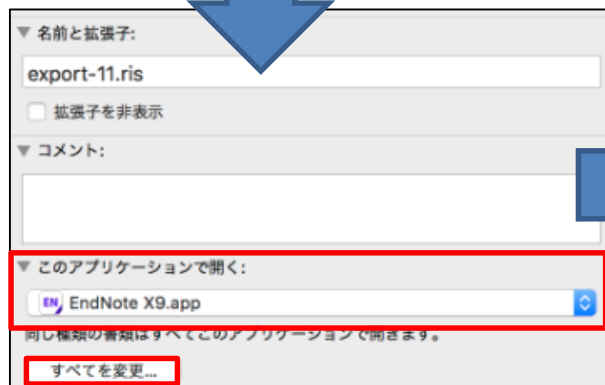 ▼ 名前と拡張子:
export-11.ris
拡張子を非表示
▼ コメント:
▼ このアプリケーションで開く:
EN EndNote X9.app
同じ種類の書類はすべてこのアプリケーションで開きます。
すべてを変更...